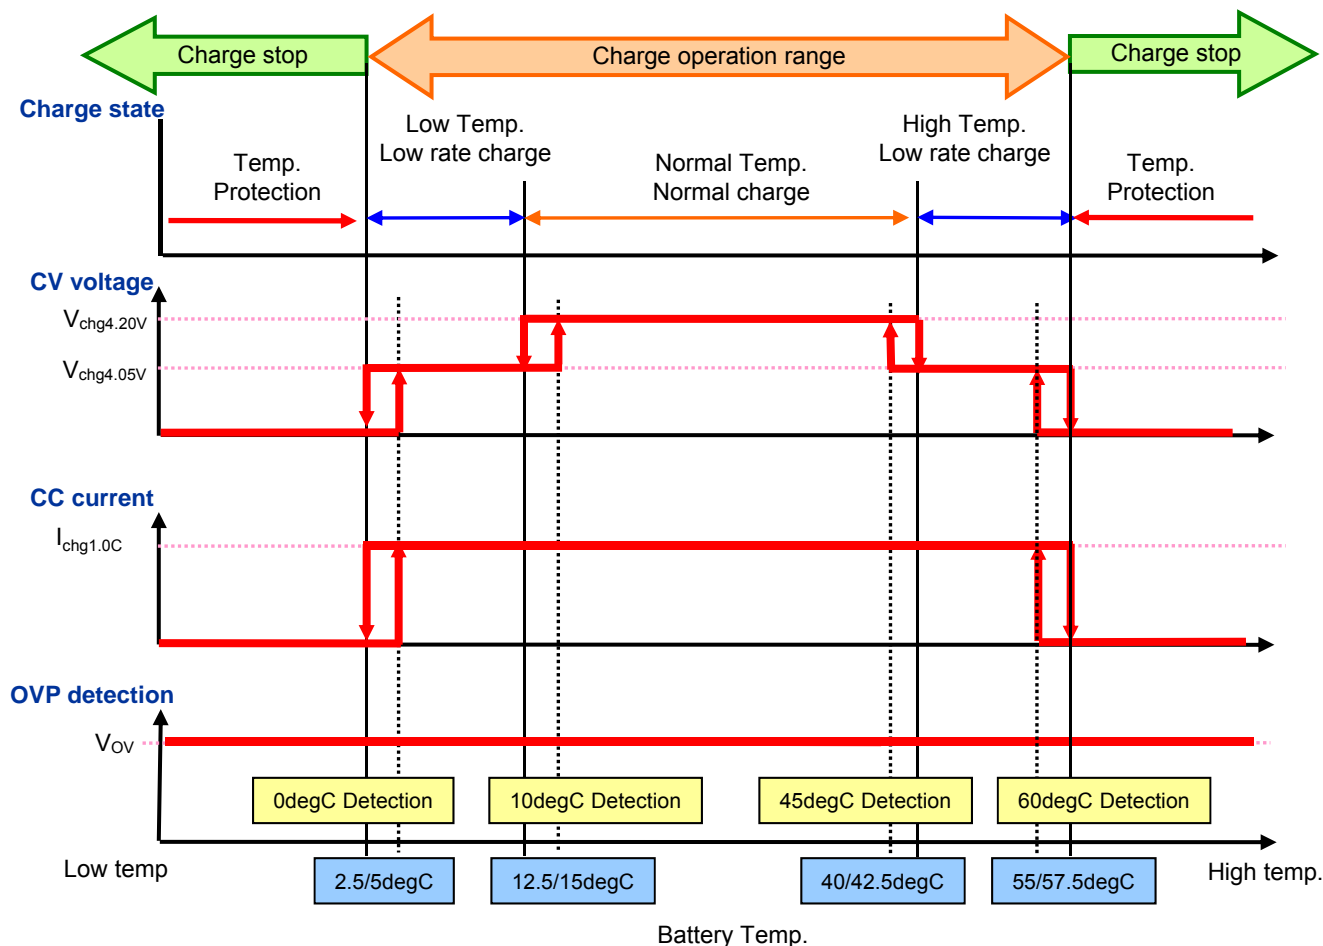 Charge stop
Charge operation range
Charge stop
Charge state
Low Temp.
Low rate charge
High Temp.
Low rate charge
Temp.
Protection
Normal Temp.
Normal charge
Temp.
Protection
CV voltage
Vchg4.20V
Vchg4.05V
CC current
Ichg1.0C
OVP detection
VOV
0degC Detection
10degC Detection
45degC Detection
60degC Detection
Low temp
2.5/5degC
12.5/15degC
40/42.5degC
55/57.5degC
High temp.
Battery Temp.